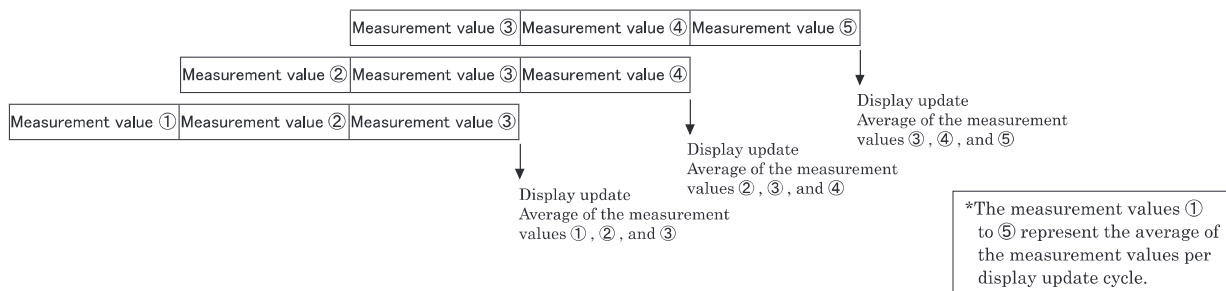 Measurement value ③ Measurement value ④ Measurement value ⑤
Measurement value ② Measurement value ③ Measurement value ④
Measurement value ① Measurement value ② Measurement value ③
Display update
Average of the measurement
values ③ , ④ , and ⑤
Display update
Average of the measurement
values ② , ③ , and ④
Display update
Average of the measurement
values ① , ② , and ③
*The measurement values ①
to ⑤ represent the average of
the measurement values per
display update cycle.